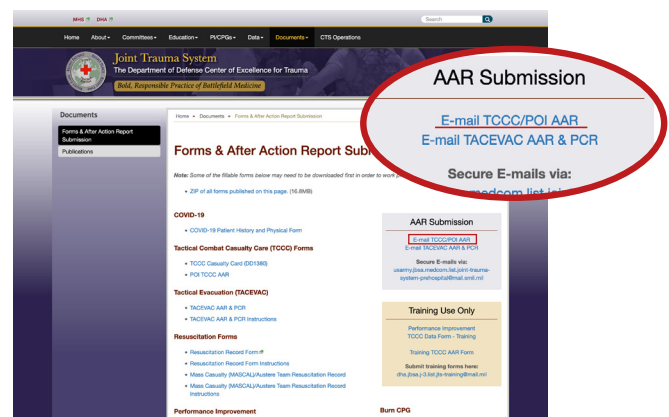 MHS DHA
Search
Home About Committees Education PI/CPGs Data Documents CTS Operations
Joint Trauma System
The Department of Defense Center of Excellence for Trauma
Bold, Responsible Practice of Battlefield Medicine
Documents
Forms & After Action Report
Submission
Publications
Home Documents Forms & After Action Report Submission
Forms & After Action Report Sub
Note: Some of the fillable forms below may need to be downloaded first in order to work p
ZIP of all forms published on this page. (16.8MB)
COVID-19
COVID-19 Patient History and Physical Form
Tactical Combat Casualty Care (TCCC) Forms
TCCC Casualty Card (DD1380)
POI TCCC AAR
Tactical Evacuation (TACEVAC)
TACEVAC AAR & PCR
TACEVAC AAR & PCR Instructions
Resuscitation Forms
Resuscitation Record Form
Resuscitation Record Form Instructions
Mass Casualty (MASCAL)/Austere Team Resuscitation Record
Mass Casualty (MASCAL)/Austere Team Resuscitation Record
Instructions
Performance Improvement
AAR Submission
E-mail TCCC/POI AAR
E-mail TACEVAC AAR & PCR
Secure E-mails via:
usarmy.jbsa.medcom.list.joint-trauma-
system-prehospital@mail.smil.mil
Training Use Only
Performance Improvement
TCCC Data Form - Training
Training TCCC AAR Form
Submit training forms here:
dha.jbsa.j-3.list.jts-training@mail.mil
Burn CPG
AAR Submission
E-mail TCCC/POI AAR
E-mail TACEVAC AAR & PCR
Secure E-mails via:
medcom.list.join